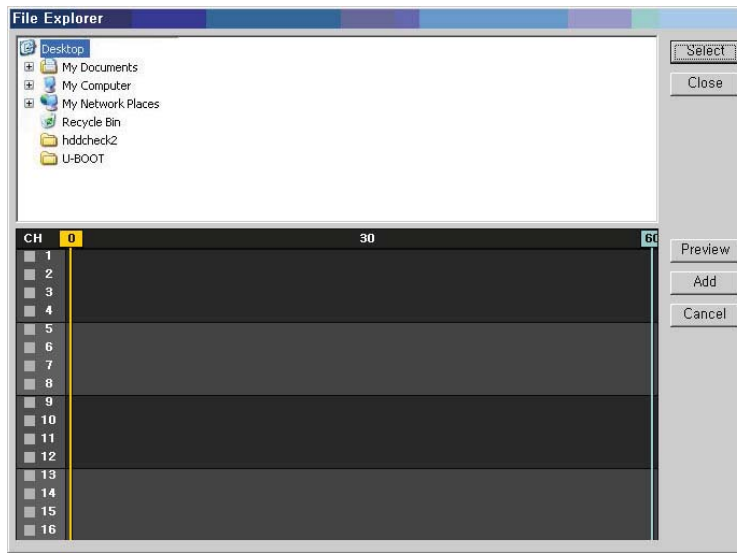 File Explorer
Desktop
My Documents
My Computer
My Network Places
Recycle Bin
hddcheck2
U-BOOT
Select
Close
CH 0 30 60
1
2
3
4
5
6
7
8
9
10
11
12
13
14
15
16
Preview
Add
Cancel